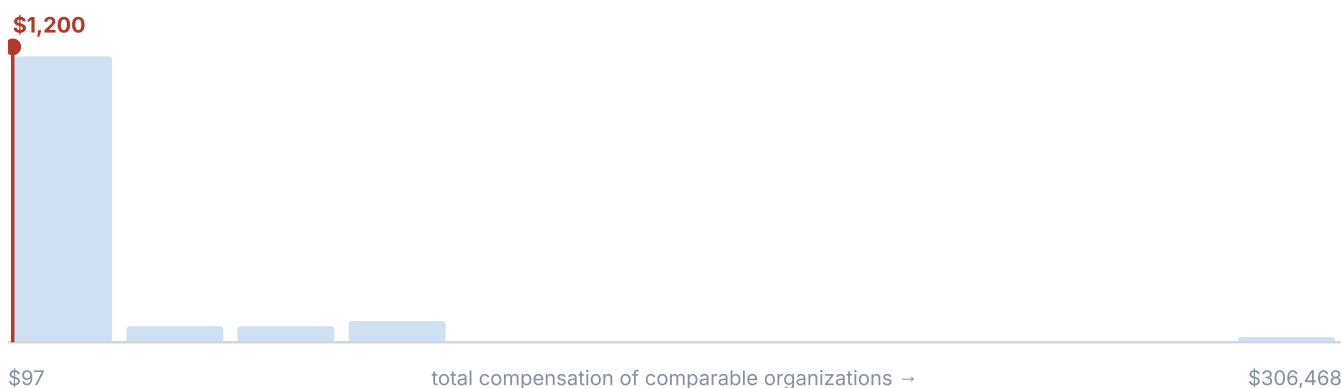 $1,200
$97 total compensation of comparable organizations → $306,468